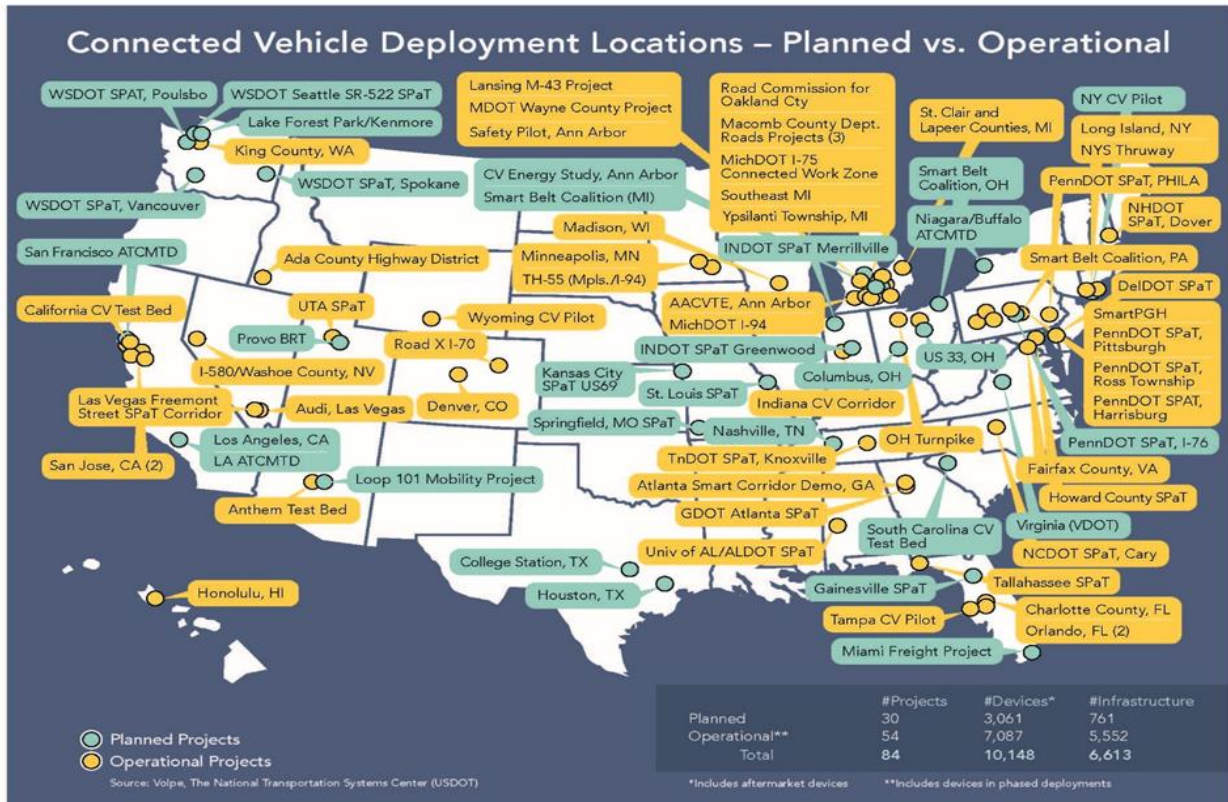 Connected Vehicle Deployment Locations – Planned vs. Operational
WSDOT SPAT, Poulsbo
WSDOT Seattle SR-522 SPaT
Lake Forest Park/Kenmore
King County, WA
WSDOT SPaT, Spokane
WSDOT SPaT, Vancouver
San Francisco ATCMTD
Ada County Highway District
California CV Test Bed
UTA SPaT
Provo BRT
Wyoming CV Pilot
Road X I-70
I-580/Washoe County, NV
Denver, CO
Las Vegas Freemont
Street SPaT Corridor
Audi, Las Vegas
Los Angeles, CA
LA ATCMTD
San Jose, CA (2)
Loop 101 Mobility Project
Anthem Test Bed
Honolulu, HI
Lansing M-43 Project
MDOT Wayne County Project
Safety Pilot, Ann Arbor
CV Energy Study, Ann Arbor
Smart Belt Coalition (MI)
Madison, WI
Minneapolis, MN
TH-55 (Mpls./I-94)
Road Commission for
Oakland Cty
Macomb County Dept.
Roads Projects (3)
MichDOT I-75
Connected Work Zone
Southeast MI
Ypsilanti Township, MI
INDOT SPaT Merrillville
AACVTE, Ann Arbor
MichDOT I-94
INDOT SPaT Greenwood
Kansas City
SPaT US69
St. Louis SPaT
Columbus, OH
US 33, OH
Indiana CV Corridor
Springfield, MO SPaT
Nashville, TN
OH Turnpike
TnDOT SPaT, Knoxville
Atlanta Smart Corridor Demo, GA
GDOT Atlanta SPaT
Univ of AL/ALDOT SPaT
South Carolina CV
Test Bed
College Station, TX
Houston, TX
Gainesville SPaT
Tallahassee SPaT
Tampa CV Pilot
Charlotte County, FL
Orlando, FL (2)
Miami Freight Project
St. Clair and
Lapeer Counties, MI
Smart Belt
Coalition, OH
Niagara/Buffalo
ATCMTD
NY CV Pilot
Long Island, NY
NYS Thruway
PennDOT SPaT, PHILA
NHDOT
SPaT, Dover
Smart Belt Coalition, PA
DelDOT SPaT
SmartPGH
PennDOT SPaT,
Pittsburgh
PennDOT SPaT,
Ross Township
PennDOT SPAT,
Harrisburg
PennDOT SPaT, I-76
Fairfax County, VA
Howard County SPaT
Virginia (VDOT)
NCDOT SPaT, Cary
Planned Projects
Operational Projects
Source: Volpe, The National Transportation Systems Center (USDOT)
#Projects #Devices* #Infrastructure
Planned 30 3,061 761
Operational** 54 7,087 5,552
Total 84 10,148 6,613
*Includes aftermarket devices **Includes devices in phased deployments